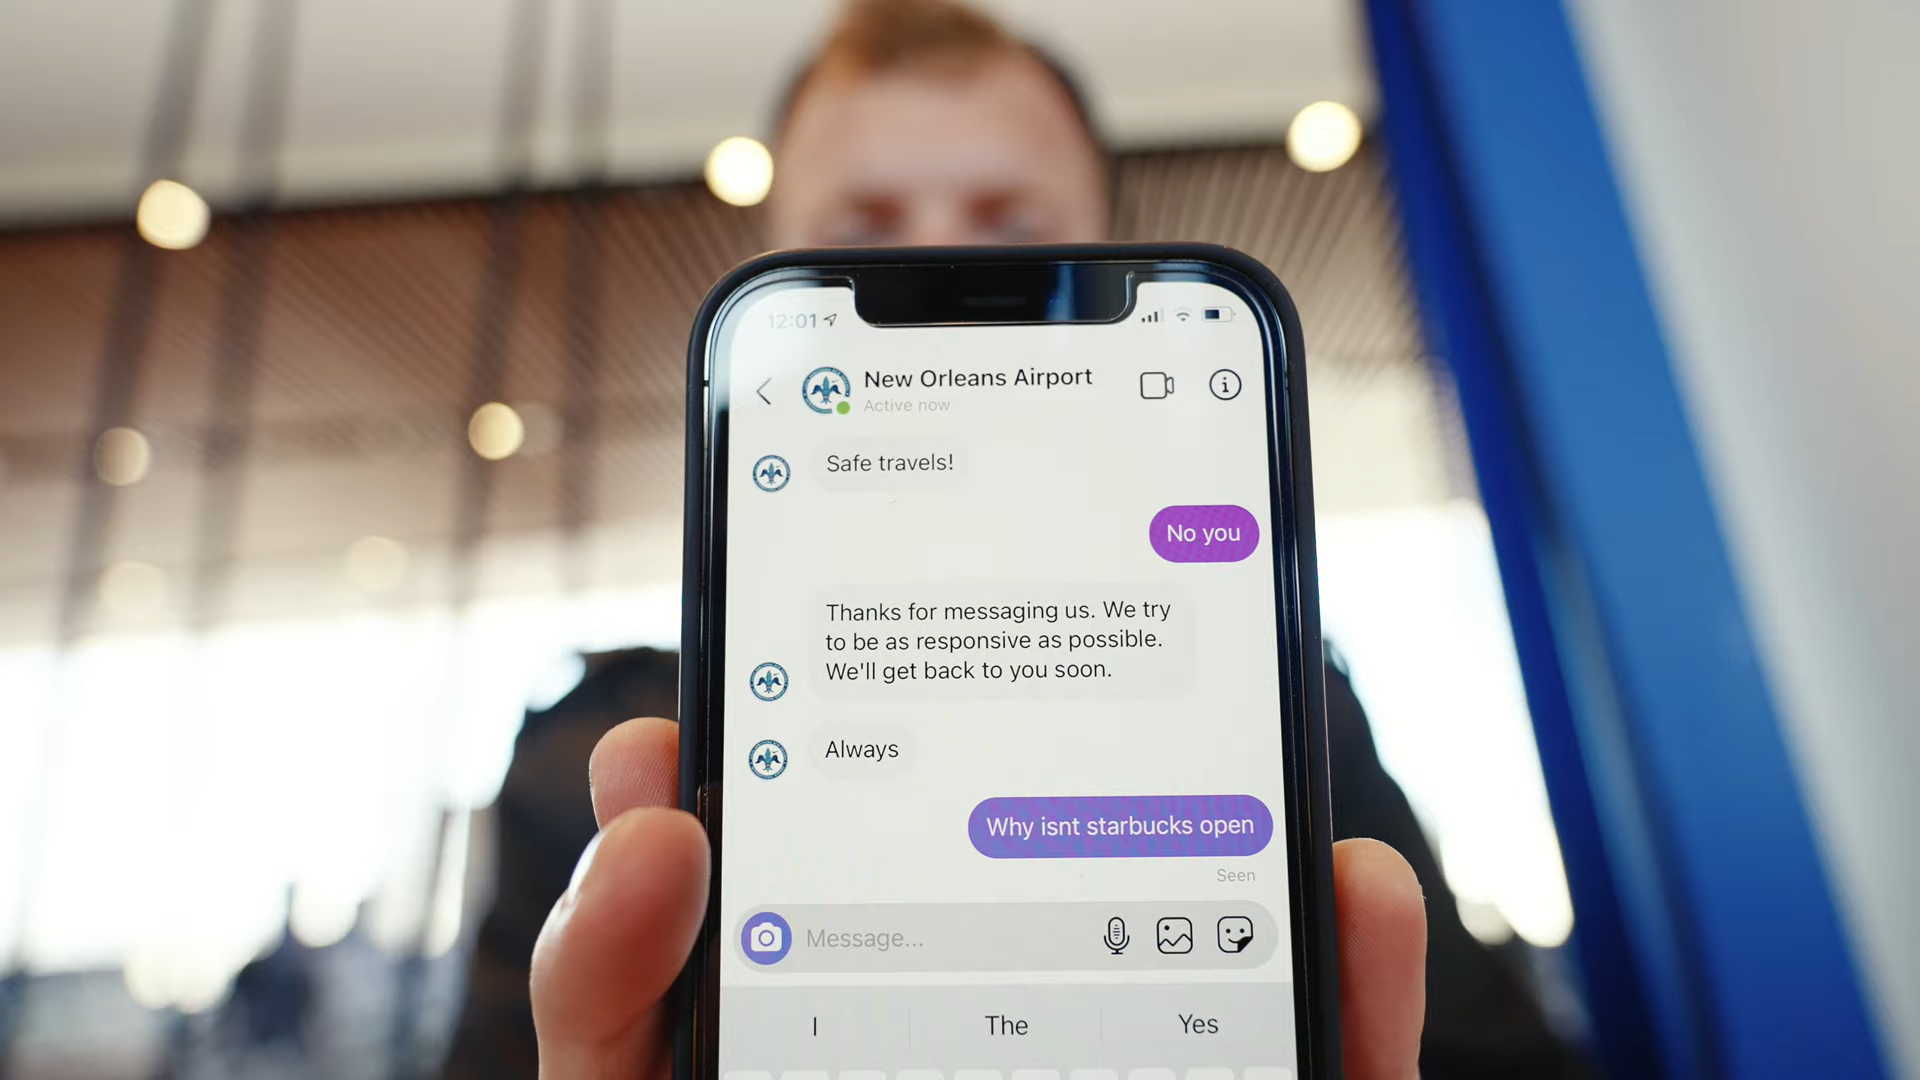 12:01
New Orleans Airport
Active now
Safe travels!
No you
Thanks for messaging us. We try
to be as responsive as possible.
We'll get back to you soon.
Always
Why isnt starbucks open
Seen
Message...
I
The
Yes